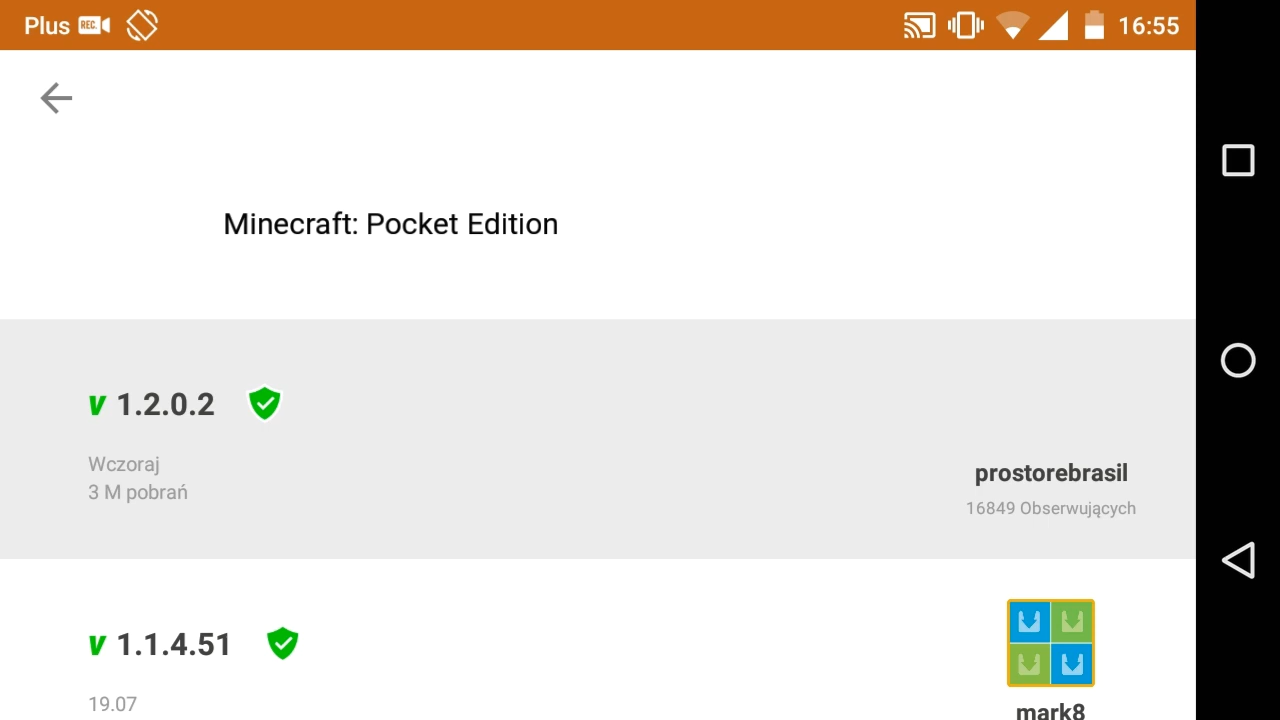 Plus REC. 16:55
Minecraft: Pocket Edition
v 1.2.0.2
Wczoraj
3 M pobrań
prostorebrasil
16849 Obserwujących
v 1.1.4.51
19.07
mark8